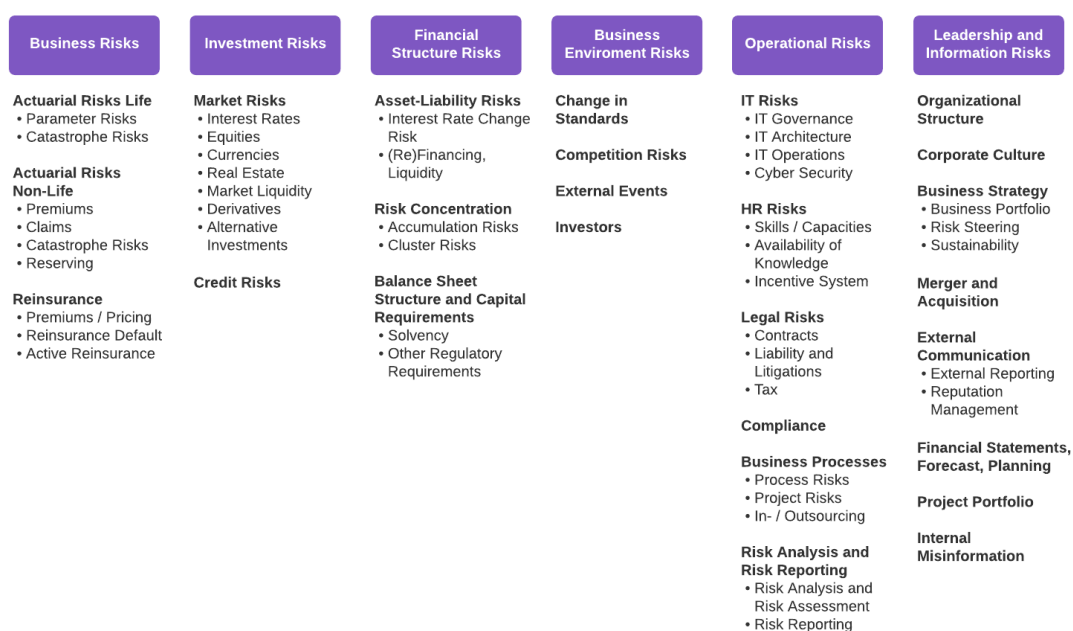 Business Risks
Actuarial Risks Life
• Parameter Risks
• Catastrophe Risks
Actuarial Risks
Non-Life
• Premiums
• Claims
• Catastrophe Risks
• Reserving
Reinsurance
• Premiums / Pricing
• Reinsurance Default
• Active Reinsurance
Investment Risks
Market Risks
• Interest Rates
• Equities
• Currencies
• Real Estate
• Market Liquidity
• Derivatives
• Alternative
Investments
Credit Risks
Financial
Structure Risks
Asset-Liability Risks
• Interest Rate Change
Risk
• (Re)Financing,
Liquidity
Risk Concentration
• Accumulation Risks
• Cluster Risks
Balance Sheet
Structure and Capital
Requirements
• Solvency
• Other Regulatory
Requirements
Business
Enviroment Risks
Change in
Standards
Competition Risks
External Events
Investors
Operational Risks
IT Risks
• IT Governance
• IT Architecture
• IT Operations
• Cyber Security
HR Risks
• Skills / Capacities
• Availability of
Knowledge
• Incentive System
Legal Risks
• Contracts
• Liability and
Litigations
• Tax
Compliance
Business Processes
• Process Risks
• Project Risks
• In- / Outsourcing
Risk Analysis and
Risk Reporting
• Risk Analysis and
Risk Assessment
• Risk Reporting
Leadership and
Information Risks
Organizational
Structure
Corporate Culture
Business Strategy
• Business Portfolio
• Risk Steering
• Sustainability
Merger and
Acquisition
External
Communication
• External Reporting
• Reputation
Management
Financial Statements,
Forecast, Planning
Project Portfolio
Internal
Misinformation